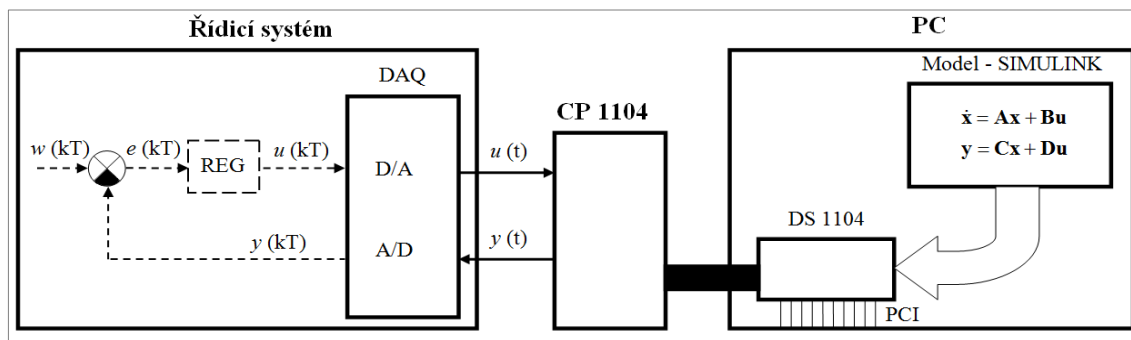 Řídicí systém
PC
DAQ
Model - SIMULINK
CP 1104
ẋ = Ax + Bu
y = Cx + Du
w (kT)
e (kT)
REG
u (kT)
D/A
u (t)
y (kT)
A/D
y (t)
DS 1104
PCI